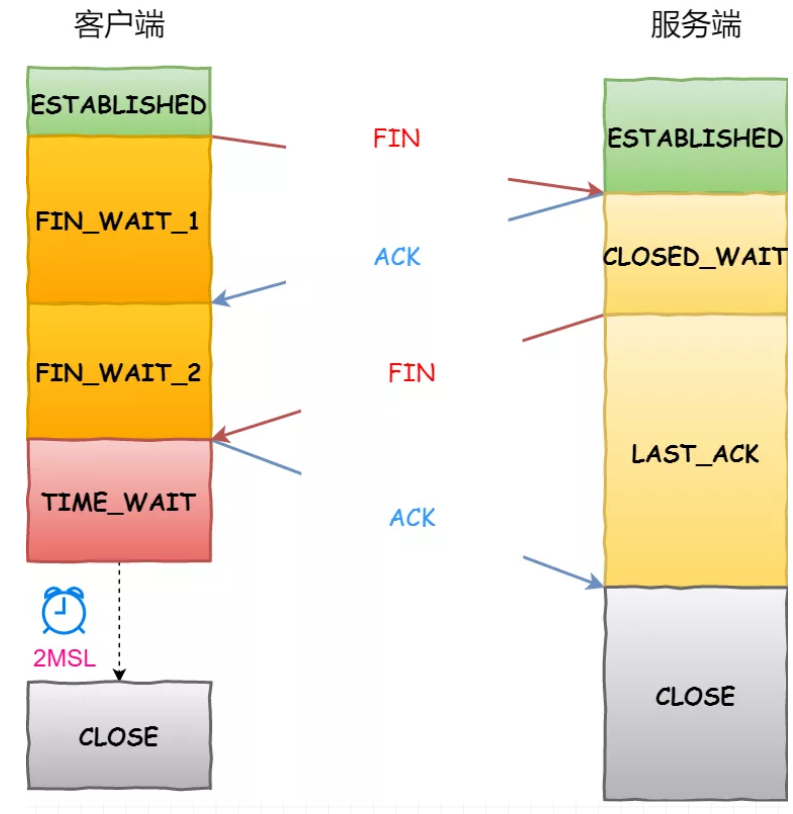 客户端
服务端
ESTABLISHED
FIN
ESTABLISHED
FIN_WAIT_1
ACK
CLOSED_WAIT
FIN_WAIT_2
FIN
LAST_ACK
TIME_WAIT
ACK
2MSL
CLOSE
CLOSE